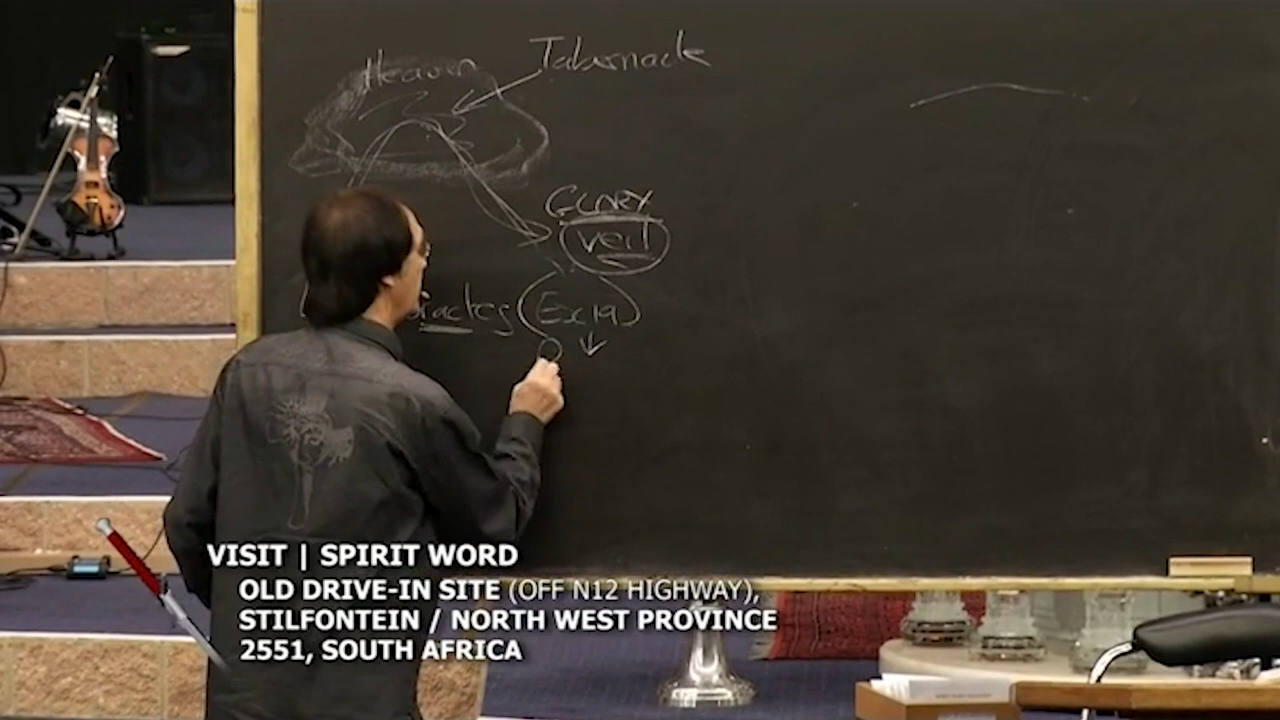 Heaven
Tabernacle
GLORY
veil
(Ex 19)
VISIT | SPIRIT WORD
OLD DRIVE-IN SITE (OFF N12 HIGHWAY),
STILFONTEIN / NORTH WEST PROVINCE
2551, SOUTH AFRICA